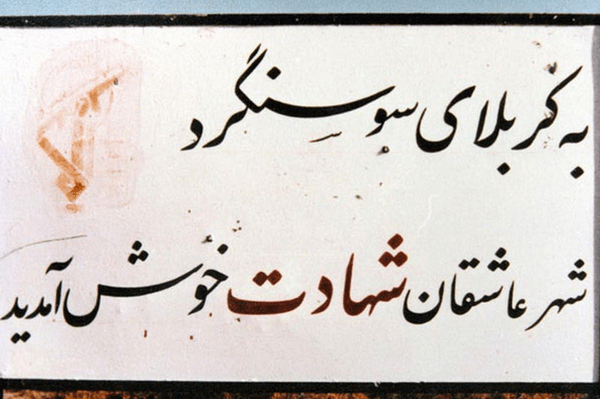 به کربلای سوسنگرد
شهر عاشقان شهادت خوش آمدید